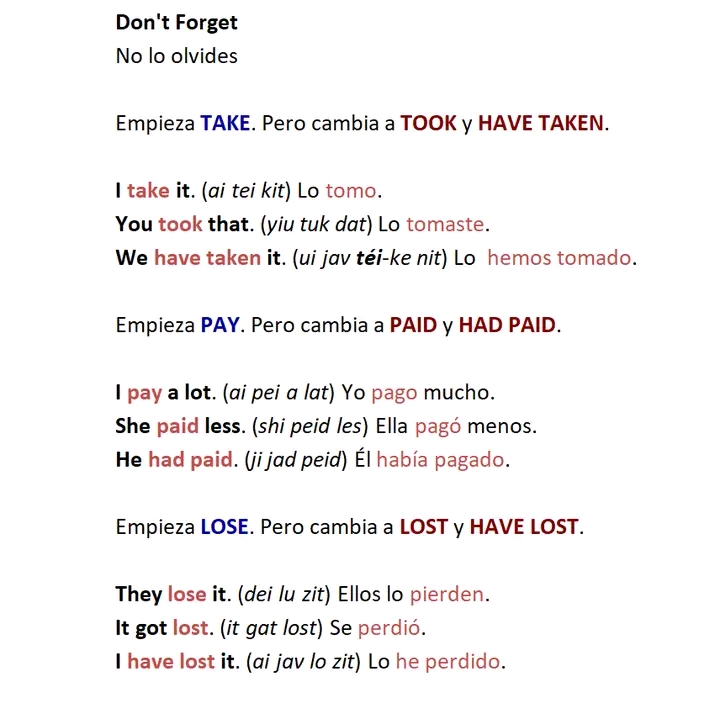 Don't Forget
No lo olvides
Empieza TAKE. Pero cambia a TOOK y HAVE TAKEN.
I take it. (ai tei kit) Lo tomo.
You took that. (yiu tuk dat) Lo tomaste.
We have taken it. (ui jav téi-ke nit) Lo hemos tomado.
Empieza PAY. Pero cambia a PAID y HAD PAID.
I pay a lot. (ai pei a lat) Yo pago mucho.
She paid less. (shi peid les) Ella pagó menos.
He had paid. (ji jad peid) Él había pagado.
Empieza LOSE. Pero cambia a LOST y HAVE LOST.
They lose it. (dei lu zit) Ellos lo pierden.
It got lost. (it gat lost) Se perdió.
I have lost it. (ai jav lo zit) Lo he perdido.